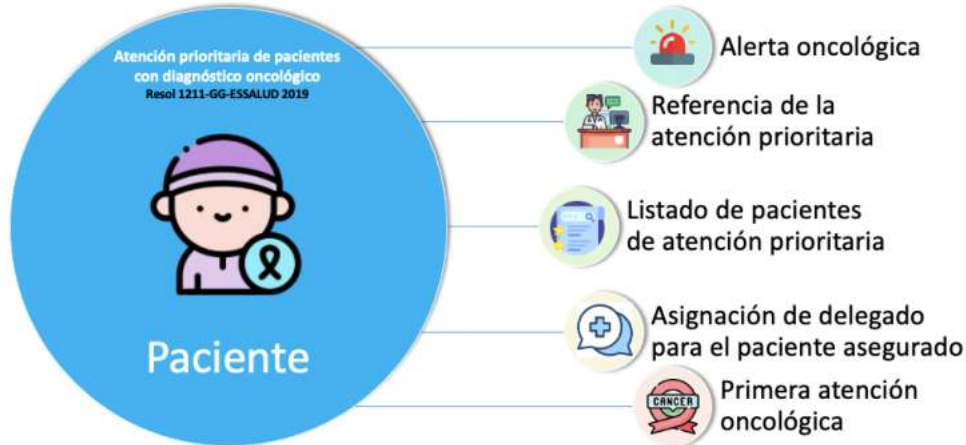 Atención prioritaria de pacientes
con diagnóstico oncológico
Resol 1211-GG-ESSALUD 2019
Paciente
Alerta oncológica
Referencia de la
atención prioritaria
Listado de pacientes
de atención prioritaria
Asignación de delegado
para el paciente asegurado
CANCER
Primera atención
oncológica